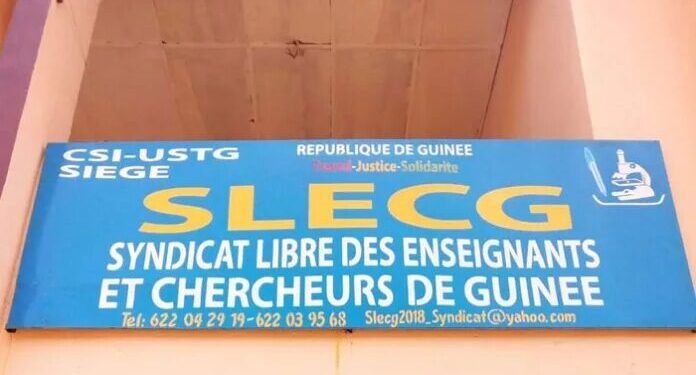 CSI-USTG
SIEGE
REPUBLIQUE DE GUINEE
Travail-Justice-Solidarite
SLECG
SYNDICAT LIBRE DES ENSEIGNANTS
ET CHERCHEURS DE GUINEE
Tel: 622 04 29 19-622 03 95 68 Slecg2018_Syndicat@yahoo.com